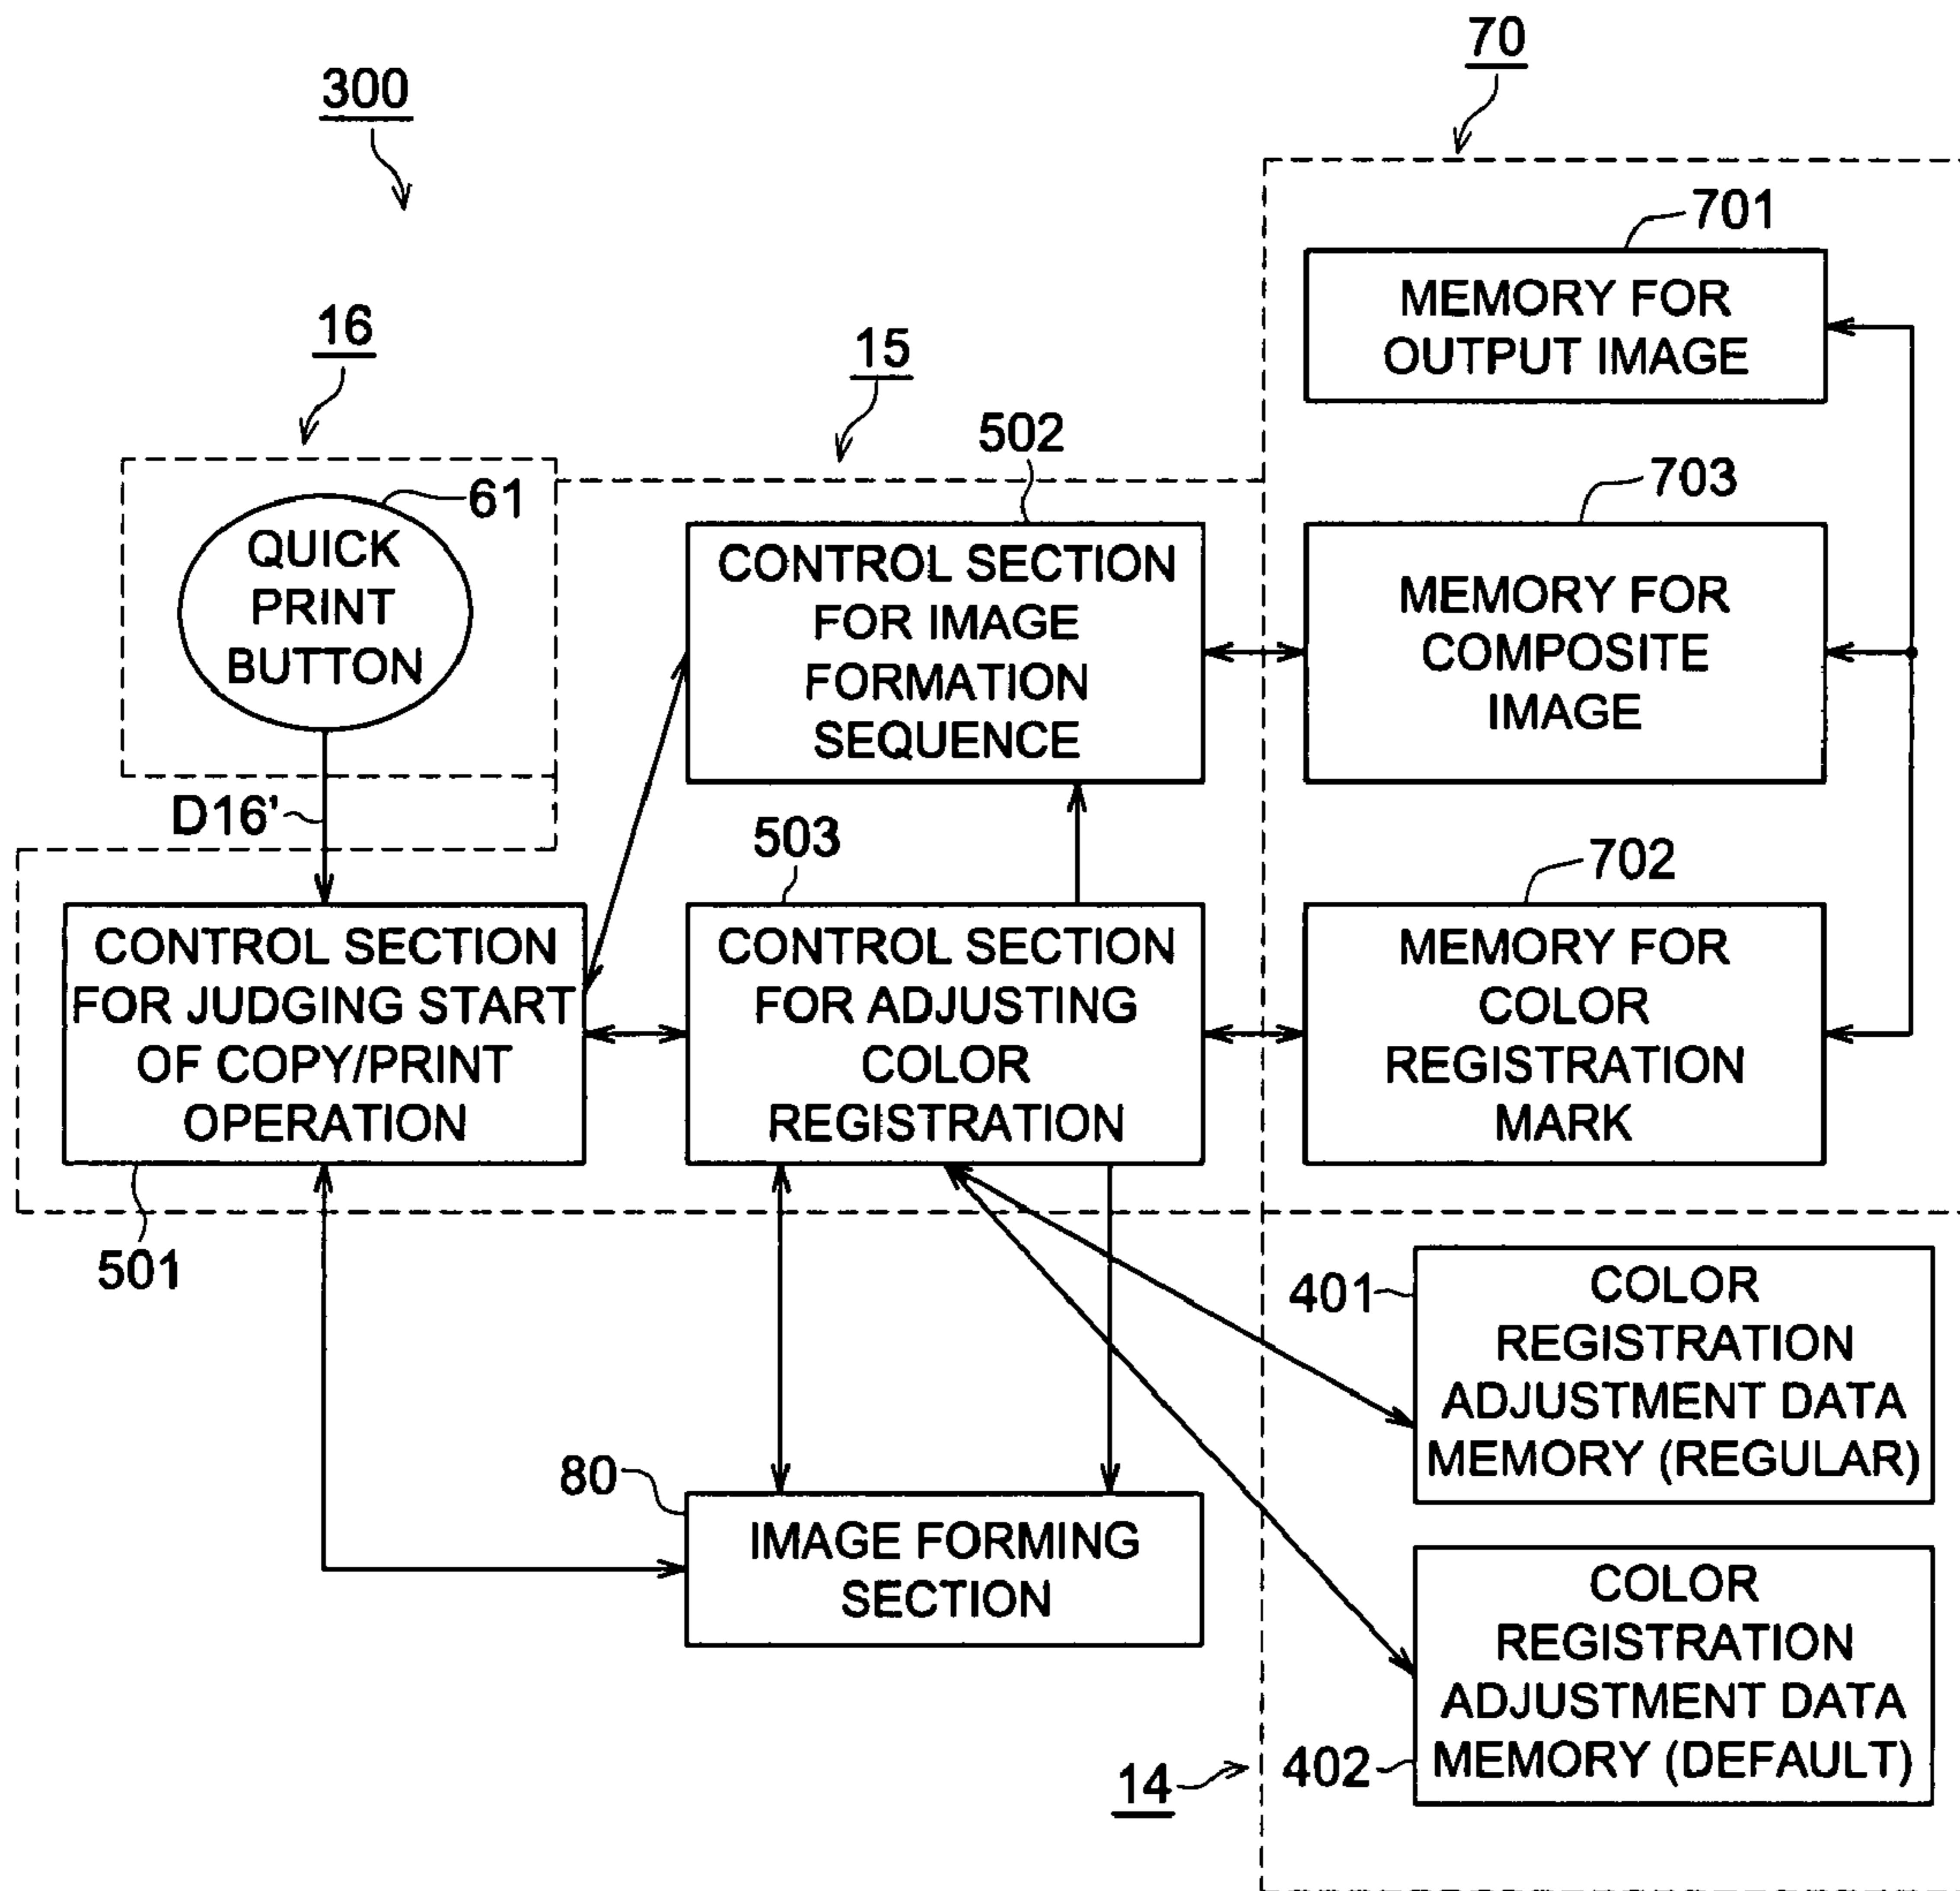 70
300
701
MEMORY FOR
OUTPUT IMAGE
16
15
502
703
61
QUICK
PRINT
BUTTON
CONTROL SECTION
FOR IMAGE
FORMATION
SEQUENCE
MEMORY FOR
COMPOSITE
IMAGE
D16'
503
702
CONTROL SECTION
FOR JUDGING START
OF COPY/PRINT
OPERATION
CONTROL SECTION
FOR ADJUSTING
COLOR
REGISTRATION
MEMORY FOR
COLOR
REGISTRATION
MARK
501
401
COLOR
REGISTRATION
ADJUSTMENT DATA
MEMORY (REGULAR)
80
IMAGE FORMING
SECTION
COLOR
REGISTRATION
ADJUSTMENT DATA
MEMORY (DEFAULT)
402
14